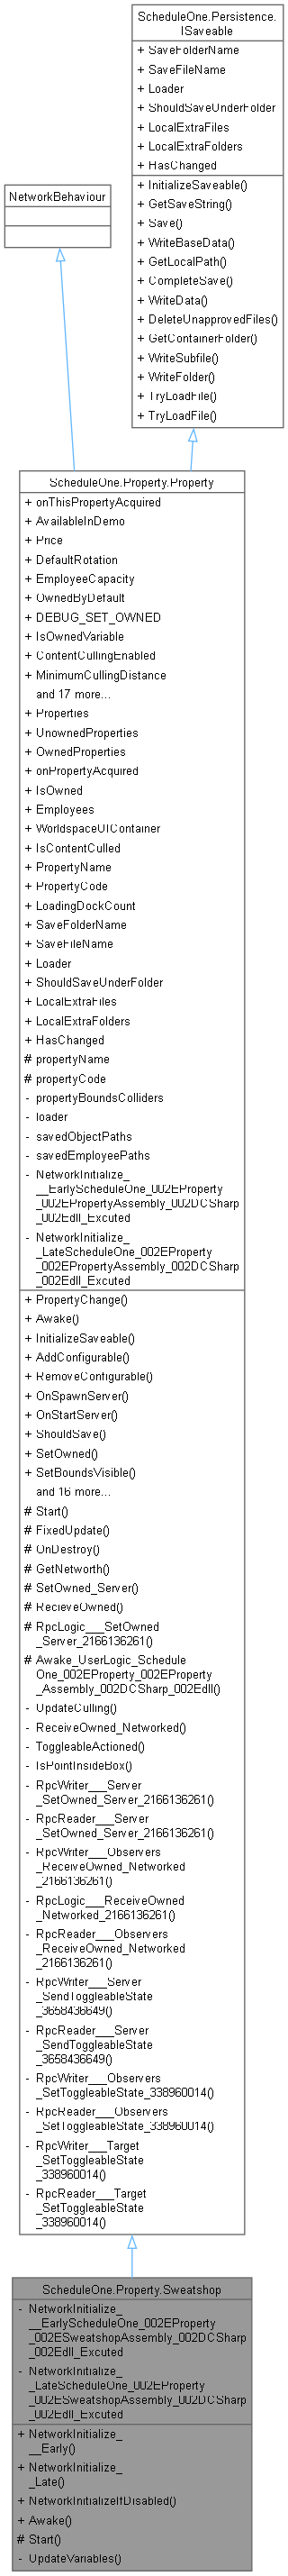 ScheduleOne.Persistence.
ISaveable
+ SaveFolderName
+ SaveFileName
+ Loader
+ ShouldSaveUnderFolder
+ LocalExtraFiles
+ LocalExtraFolders
+ HasChanged
+ InitializeSaveable()
+ GetSaveString()
+ Save()
+ WriteBaseData()
+ GetLocalPath()
+ CompleteSave()
+ WriteData()
+ DeleteUnapprovedFiles()
+ GetContainerFolder()
+ WriteSubfile()
+ WriteFolder()
+ TryLoadFile()
+ TryLoadFile()
NetworkBehaviour
ScheduleOne.Property.Property
+ onThisPropertyAcquired
+ AvailableInDemo
+ Price
+ DefaultRotation
+ EmployeeCapacity
+ OwnedByDefault
+ DEBUG_SET_OWNED
+ IsOwnedVariable
+ ContentCullingEnabled
+ MinimumCullingDistance
and 17 more...
+ Properties
+ UnownedProperties
+ OwnedProperties
+ onPropertyAcquired
+ IsOwned
+ Employees
+ WorldspaceUIContainer
+ IsContentCulled
+ PropertyName
+ PropertyCode
+ LoadingDockCount
+ SaveFolderName
+ SaveFileName
+ Loader
+ ShouldSaveUnderFolder
+ LocalExtraFiles
+ LocalExtraFolders
+ HasChanged
# propertyName
# propertyCode
- propertyBoundsColliders
- loader
- savedObjectPaths
- savedEmployeePaths
- NetworkInitialize_
__EarlyScheduleOne_002EProperty
_002EPropertyAssembly_002DCSharp
_002Edll_Excuted
- NetworkInitialize_
_LateScheduleOne_002EProperty
_002EPropertyAssembly_002DCSharp
_002Edll_Excuted
+ PropertyChange()
+ Awake()
+ InitializeSaveable()
+ AddConfigurable()
+ RemoveConfigurable()
+ OnSpawnServer()
+ OnStartServer()
+ ShouldSave()
+ SetOwned()
+ SetBoundsVisible()
and 16 more...
# Start()
# FixedUpdate()
# OnDestroy()
# GetNetworth()
# SetOwned_Server()
# RecieveOwned()
# RpcLogic___SetOwned
_Server_2166136261()
# Awake_UserLogic_Schedule
One_002EProperty_002EProperty
_Assembly_002DCSharp_002Edll()
- UpdateCulling()
- ReceiveOwned_Networked()
- ToggleableActioned()
- IsPointInsideBox()
- RpcWriter___Server
_SetOwned_Server_2166136261()
- RpcReader___Server
_SetOwned_Server_2166136261()
- RpcWriter___Observers
_ReceiveOwned_Networked
_2166136261()
- RpcLogic___ReceiveOwned
_Networked_2166136261()
- RpcReader___Observers
_ReceiveOwned_Networked
_2166136261()
- RpcWriter___Server
_SendToggleableState
_3658436649()
- RpcReader___Server
_SendToggleableState
_3658436649()
- RpcWriter___Observers
_SetToggleableState_338960014()
- RpcReader___Observers
_SetToggleableState_338960014()
- RpcWriter___Target
_SetToggleableState
_338960014()
- RpcReader___Target
_SetToggleableState
_338960014()
ScheduleOne.Property.Sweatshop
- NetworkInitialize_
__EarlyScheduleOne_002EProperty
_002ESweatshopAssembly_002DCSharp
_002Edll_Excuted
- NetworkInitialize_
_LateScheduleOne_002EProperty
_002ESweatshopAssembly_002DCSharp
_002Edll_Excuted
+ NetworkInitialize_
__Early()
+ NetworkInitialize_
_Late()
+ NetworkInitializeIfDisabled()
+ Awake()
# Start()
- UpdateVariables()